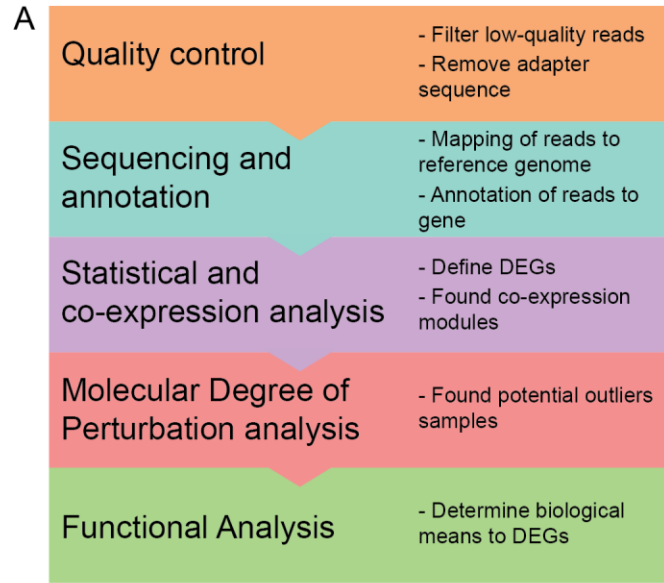 A
Quality control
- Filter low-quality reads
- Remove adapter
sequence
Sequencing and
annotation
- Mapping of reads to
reference genome
- Annotation of reads to
gene
Statistical and
co-expression analysis
- Define DEGs
- Found co-expression
modules
Molecular Degree of
Perturbation analysis
- Found potential outliers
samples
Functional Analysis
- Determine biological
means to DEGs